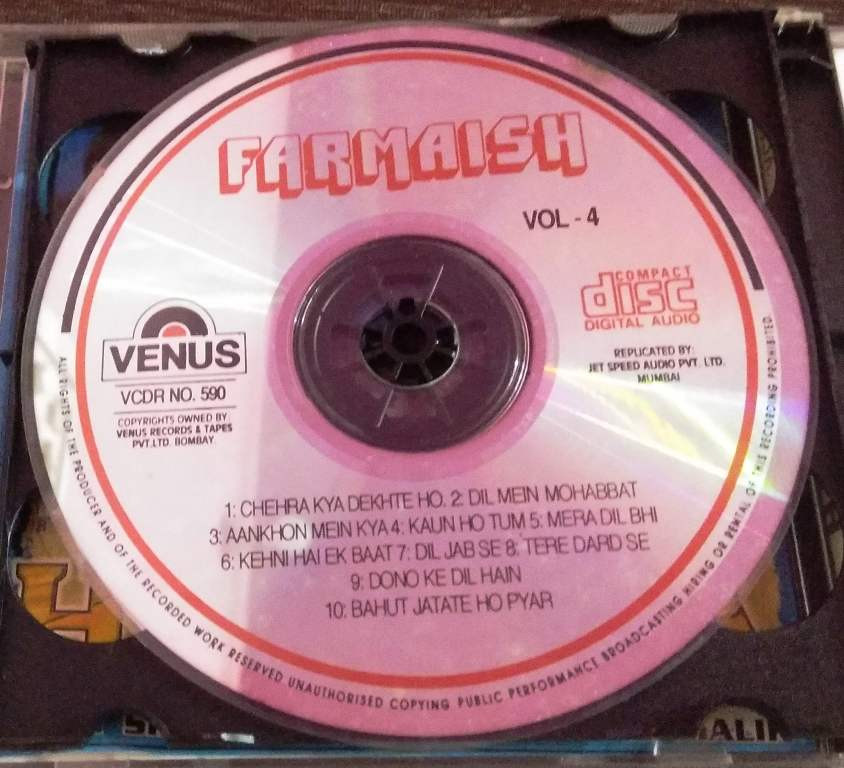 FARMAISH
VOL - 4
COMPACT
disc
DIGITAL AUDIO
VENUS
VCDR NO. 590
COPYRIGHTS OWNED BY
VENUS RECORDS & TAPES
PVT.LTD. BOMBAY
REPLICATED BY:
JET SPEED AUDIO PVT. LTD.
MUMBAI
1: CHEHRA KYA DEKHTE HO. 2: DIL MEIN MOHABBAT
3: AANKHON MEIN KYA 4: KAUN HO TUM 5: MERA DIL BHI
6: KEHNI HAI EK BAAT 7: DIL JAB SE 8: TERE DARD SE
9: DONO KE DIL HAIN
10: BAHUT JATATE HO PYAR
ALL RIGHTS OF THE PRODUCER AND OF THE RECORDED WORK RESERVED UNAUTHORISED COPYING PUBLIC PERFORMANCE BROADCASTING HIRING OR RENTAL OF THIS RECORDING PROHIBITED